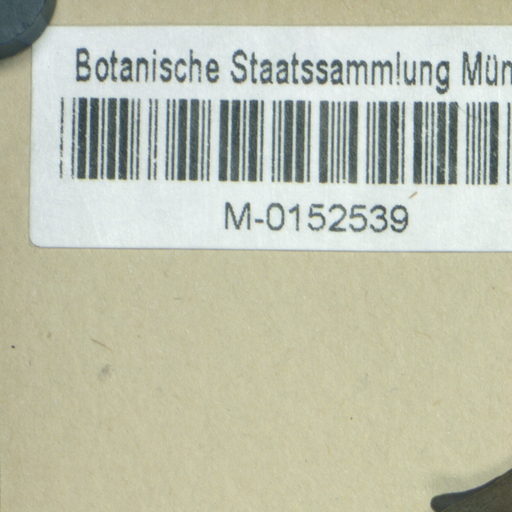 Botanische Staatssammlung Mün
M-0152539